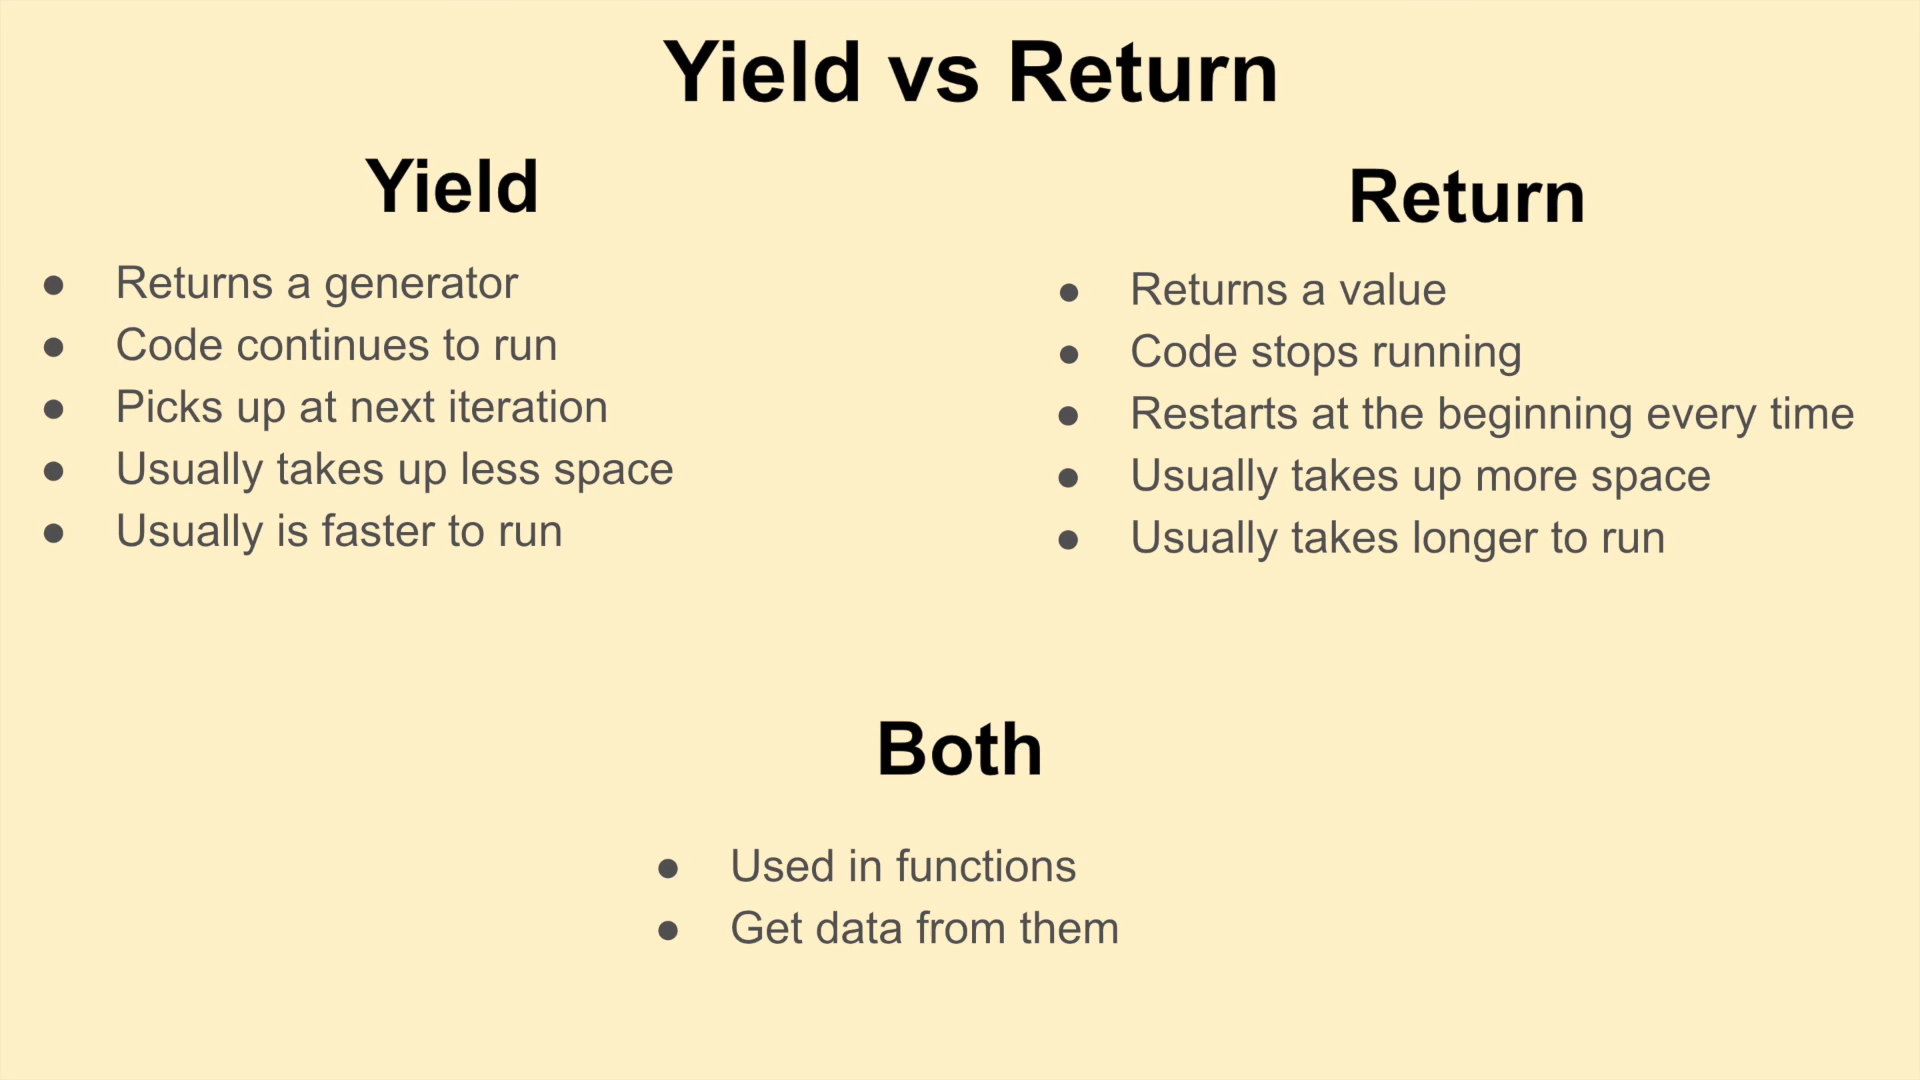 Yield vs Return
Yield
● Returns a generator
● Code continues to run
● Picks up at next iteration
● Usually takes up less space
● Usually is faster to run
Return
● Returns a value
● Code stops running
● Restarts at the beginning every time
● Usually takes up more space
● Usually takes longer to run
Both
● Used in functions
● Get data from them